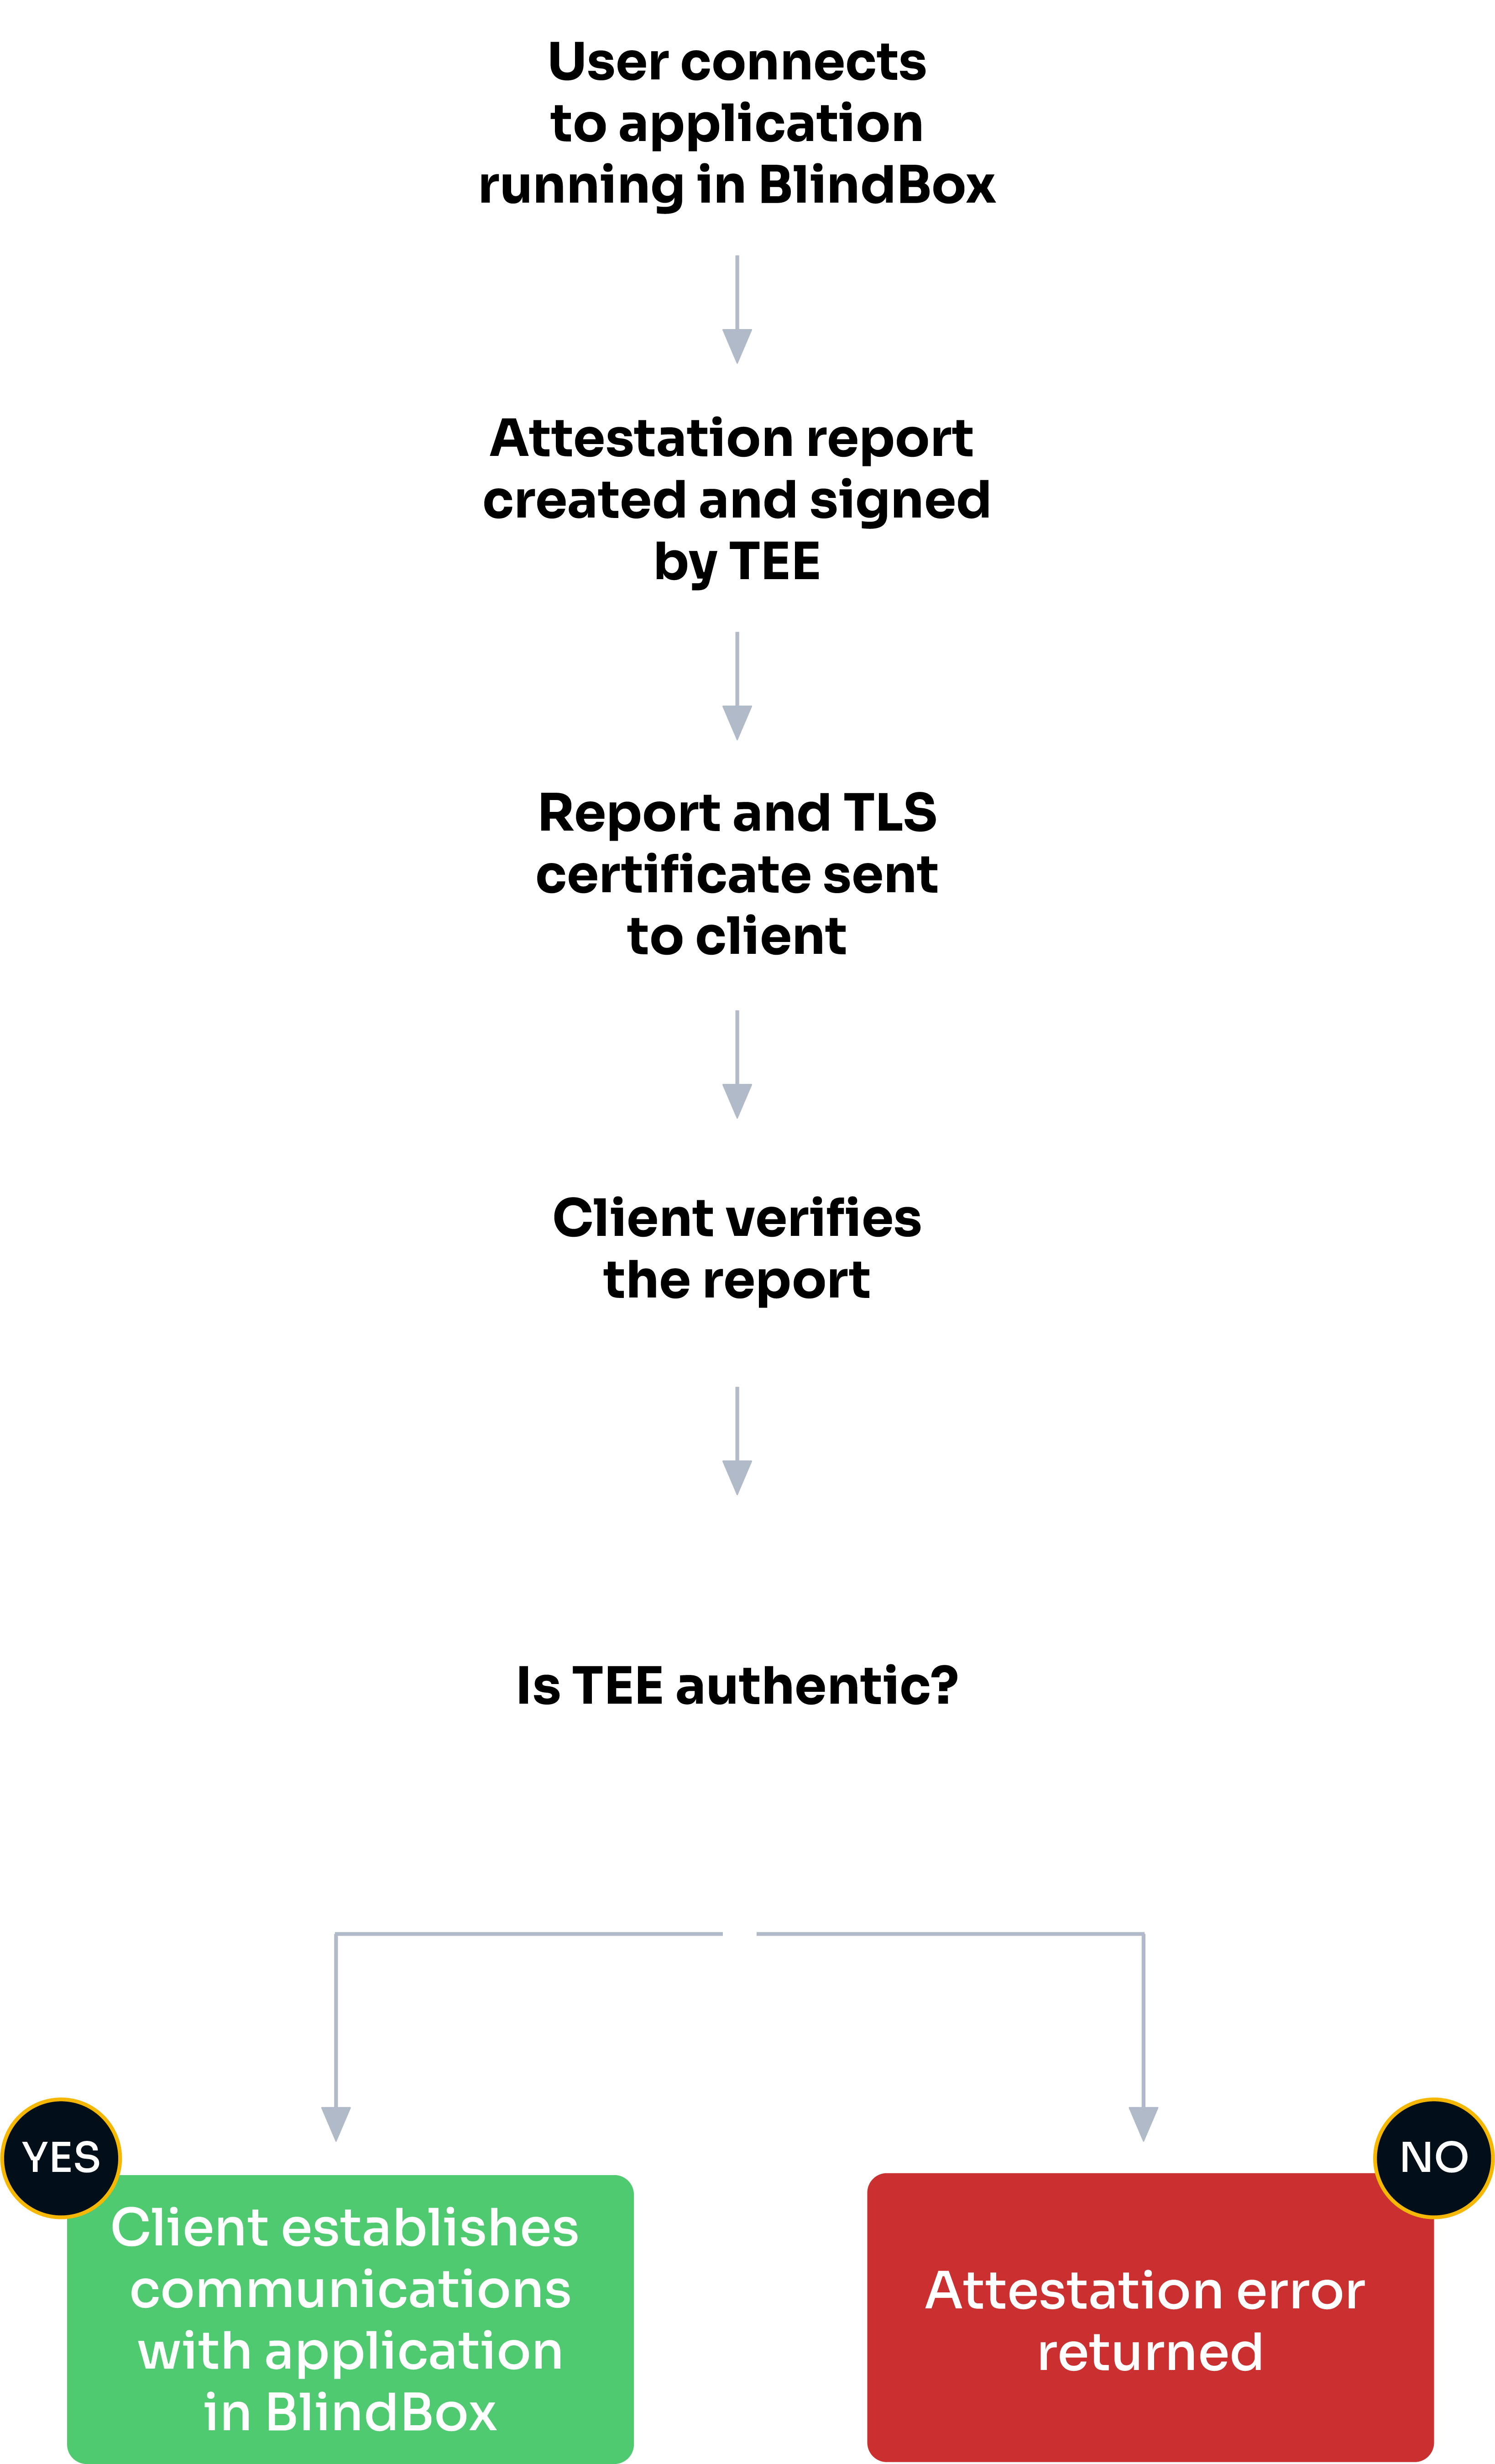 User connects
to application
running in BlindBox
Attestation report
created and signed
by TEE
Report and TLS
certificate sent
to client
Client verifies
the report
Is TEE authentic?
YES
Client establishes
communications
with application
in BlindBox
NO
Attestation error
returned